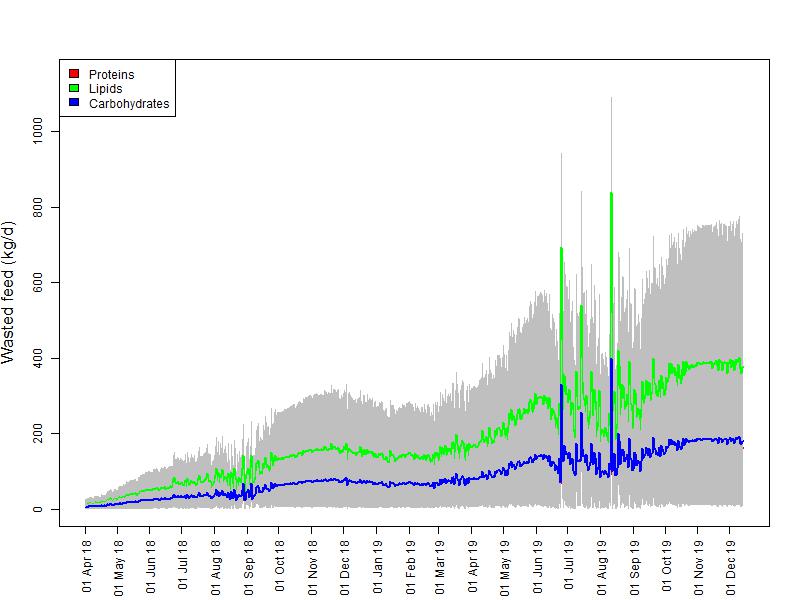 Proteins
Lipids
Carbohydrates
Wasted feed (kg/d)
1000
800
600
400
200
0
01 Apr 18
01 May 18
01 Jun 18
01 Jul 18
01 Aug 18
01 Sep 18
01 Oct 18
01 Nov 18
01 Dec 18
01 Jan 19
01 Feb 19
01 Mar 19
01 Apr 19
01 May 19
01 Jun 19
01 Jul 19
01 Aug 19
01 Sep 19
01 Oct 19
01 Nov 19
01 Dec 19